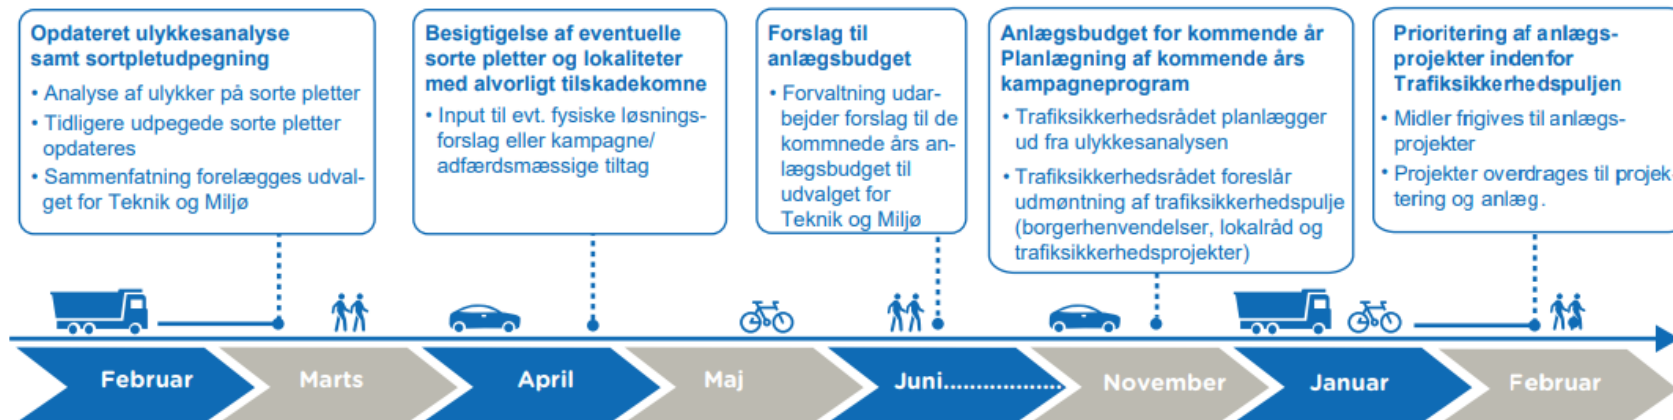 Opdateret ulykkesanalyse
samt sortpletudpegning
• Analyse af ulykker på sorte pletter
• Tidligere udpegede sorte pletter
opdateres
• Sammenfatning forelægges udval-
get for Teknik og Miljø
Besigtigelse af eventuelle
sorte pletter og lokaliteter
med alvorligt tilskadekomne
• Input til evt. fysiske løsnings-
forslag eller kampagne/
adfærdsmæssige tiltag
Forslag til
anlægsbudget
• Forvaltning udar-
bejder forslag til de
kommnede års an-
lægsbudget til
udvalget for
Teknik og Miljø
Anlægsbudget for kommende år
Planlægning af kommende års
kampagneprogram
• Trafiksikkerhedsrådet planlægger
ud fra ulykkesanalysen
• Trafiksikkerhedsrådet foreslår
udmøntning af trafiksikkerhedspulje
(borgerhenvendelser, lokalråd og
trafiksikkerhedsprojekter)
Prioritering af anlægs-
projekter indenfor
Trafiksikkerhedspuljen
• Midler frigives til anlægs-
projekter
• Projekter overdrages til projek-
tering og anlæg.
Februar
Marts
April
Maj
Juni...................
November
Januar
Februar